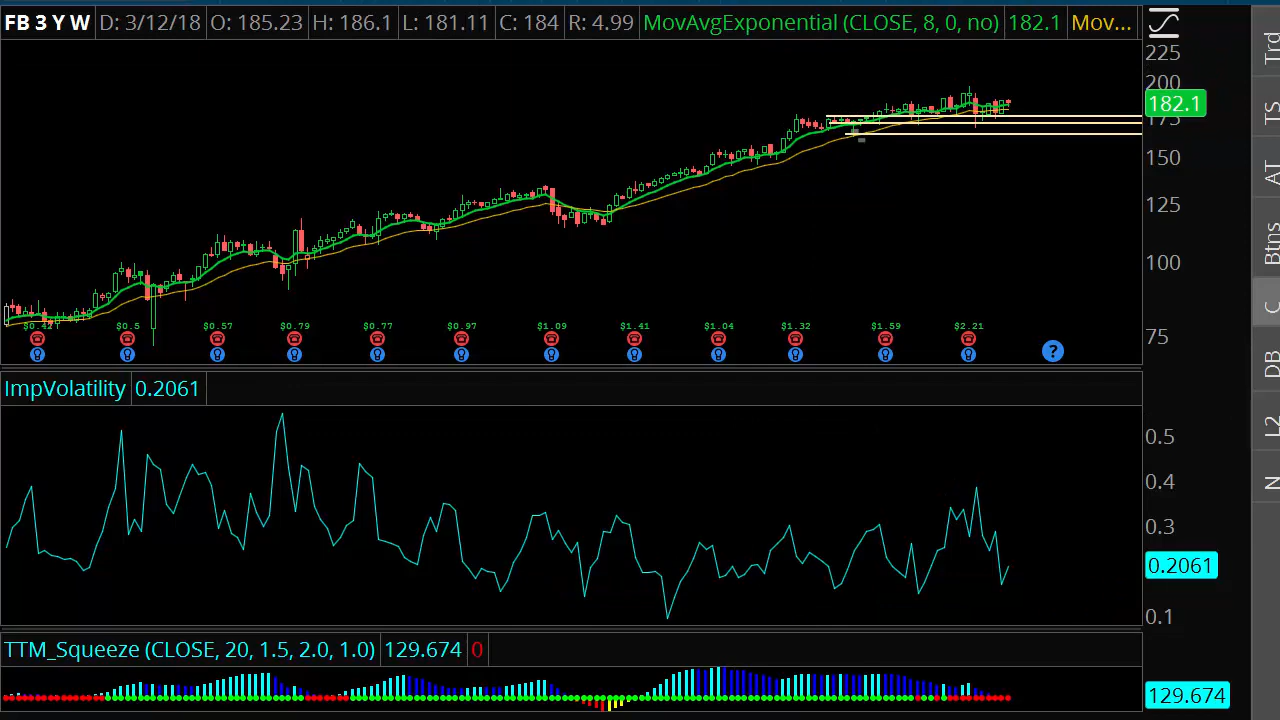 FB 3 Y W D: 3/12/18 O: 185.23 H: 186.1 L: 181.11 C: 184 R: 4.99 MovAvgExponential (CLOSE, 8, 0, no) 182.1 Mov...
225
200
182.1
175
150
125
100
75
$0.42 $0.5 $0.57 $0.79 $0.77 $0.97 $1.09 $1.41 $1.04 $1.32 $1.59 $2.21
?
ImpVolatility 0.2061
0.5
0.4
0.3
0.2061
0.1
TTM_Squeeze (CLOSE, 20, 1.5, 2.0, 1.0) 129.674 0
129.674
Trd
TS
AT
Btns
C
DB
L2
N